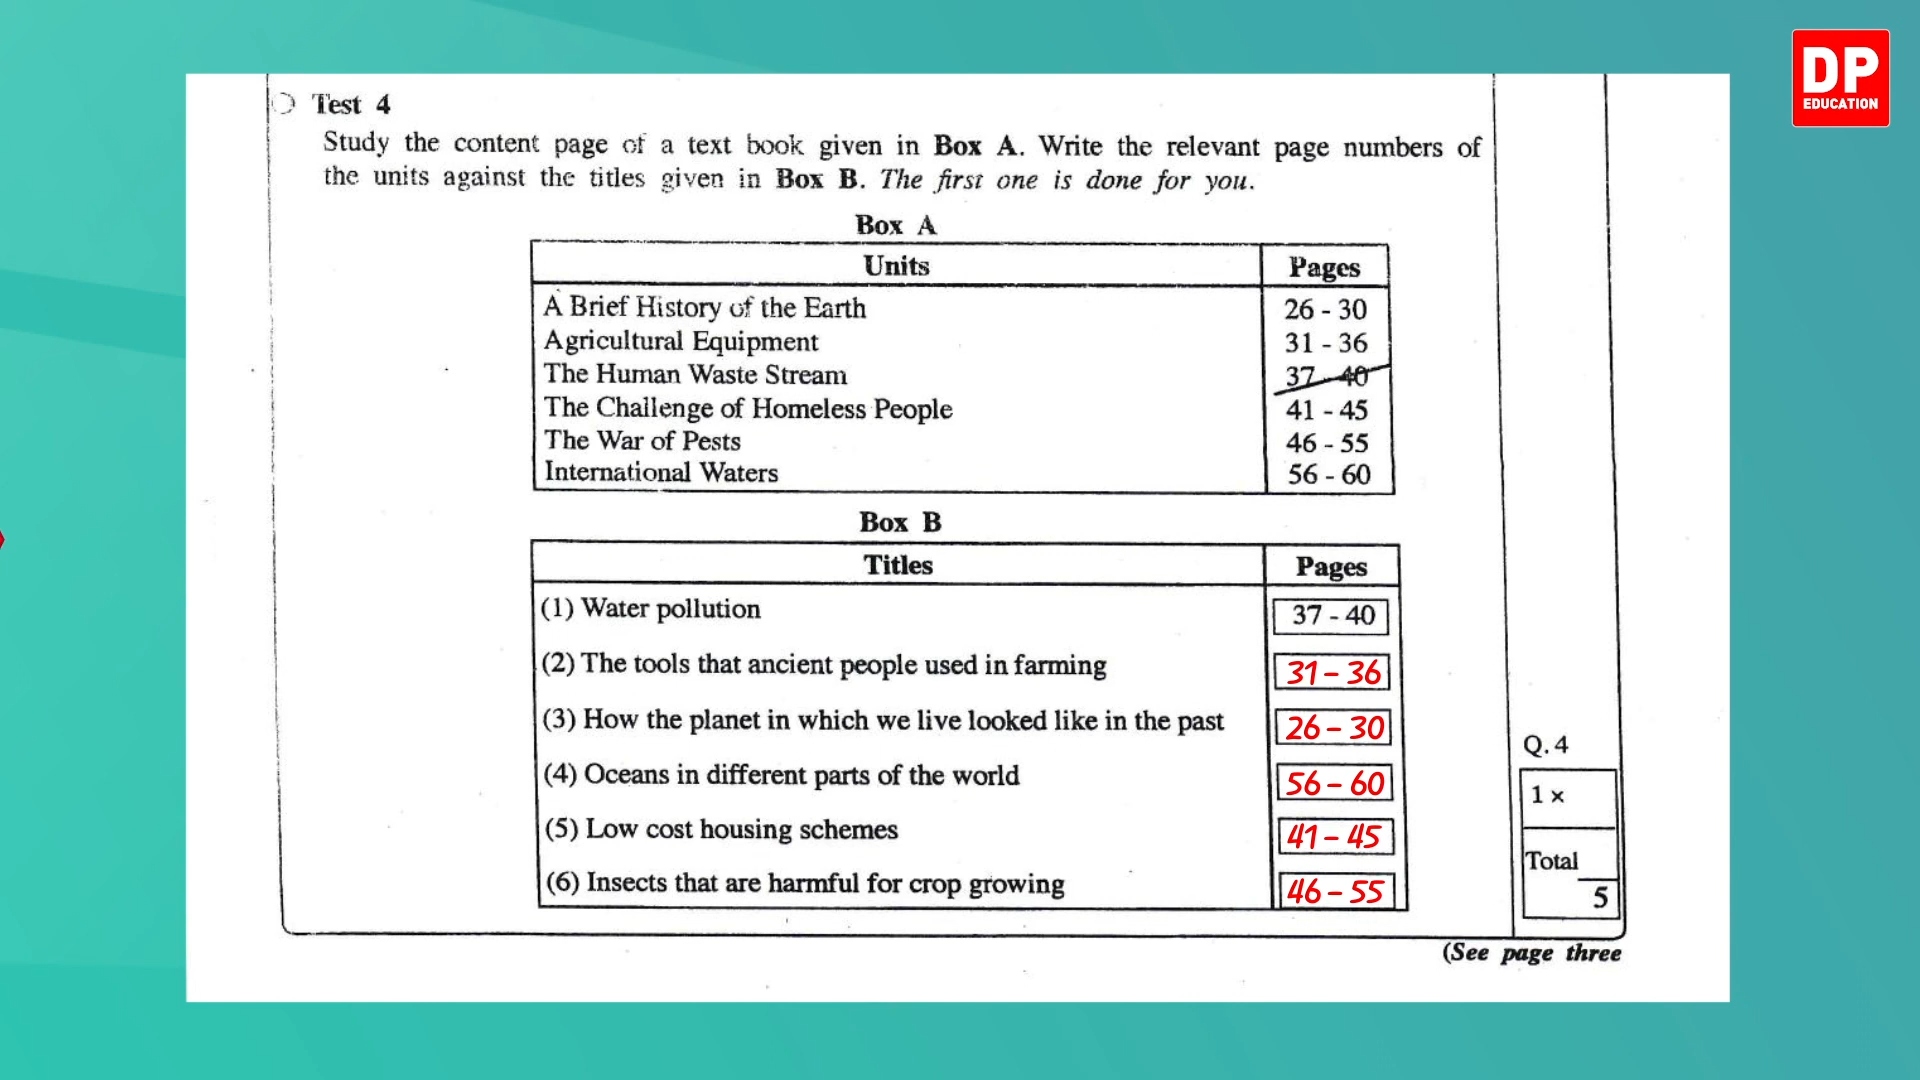 DP
EDUCATION
Test 4
Study the content page of a text book given in Box A. Write the relevant page numbers of
the units against the titles given in Box B. The first one is done for you.
Box A
Units Pages
A Brief History of the Earth 26 - 30
Agricultural Equipment 31 - 36
The Human Waste Stream 37 - 40
The Challenge of Homeless People 41 - 45
The War of Pests 46 - 55
International Waters 56 - 60
Box B
Titles Pages
(1) Water pollution 37 - 40
(2) The tools that ancient people used in farming 31 - 36
(3) How the planet in which we live looked like in the past 26 - 30
(4) Oceans in different parts of the world 56 - 60
(5) Low cost housing schemes 41 - 45
(6) Insects that are harmful for crop growing 46 - 55
Q. 4
1 x
Total
5
(See page three